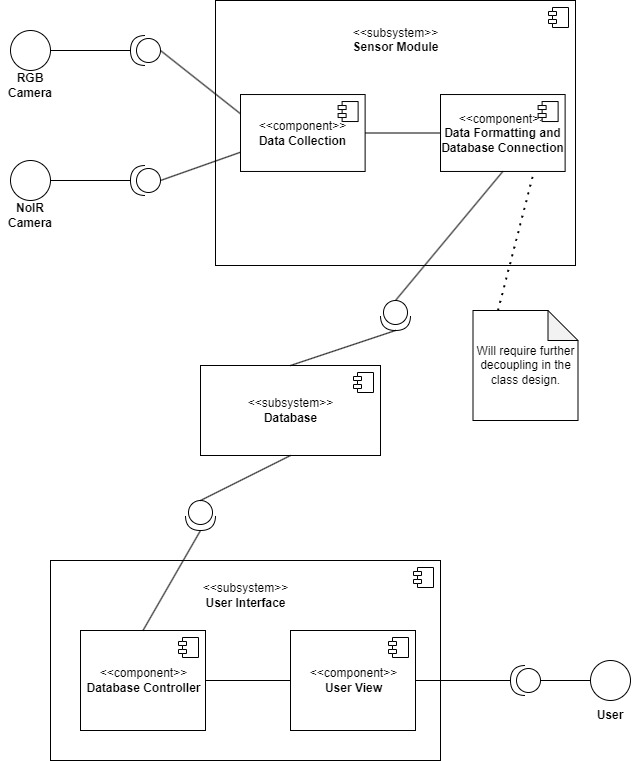 <<subsystem>>
Sensor Module
RGB
Camera
<<component>>
Data Collection
<<component>>
Data Formatting and
Database Connection
NoIR
Camera
Will require further
decoupling in the
class design.
<<subsystem>>
Database
<<subsystem>>
User Interface
<<component>>
Database Controller
<<component>>
User View
User